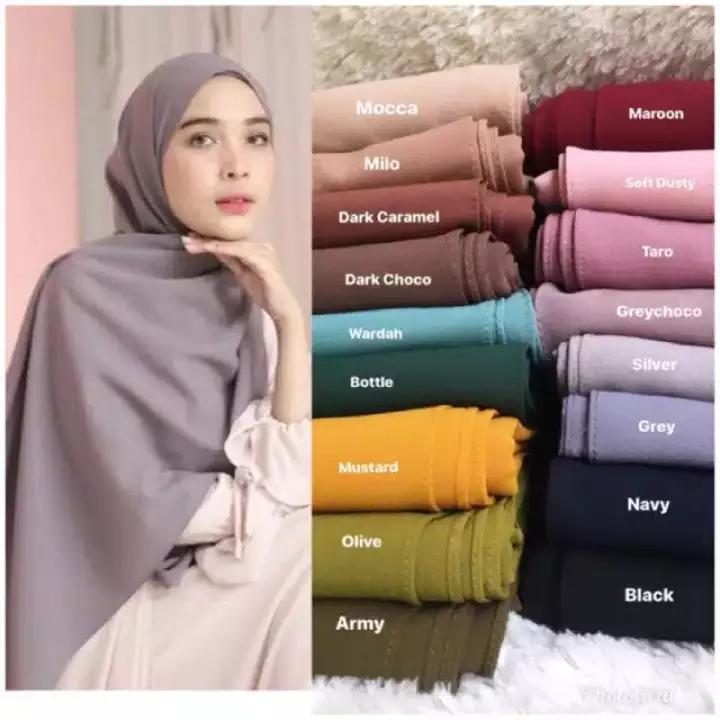 Mocca
Milo
Dark Caramel
Dark Choco
Wardah
Bottle
Mustard
Olive
Army
Maroon
Soft Dusty
Taro
Greychoco
Silver
Grey
Navy
Black